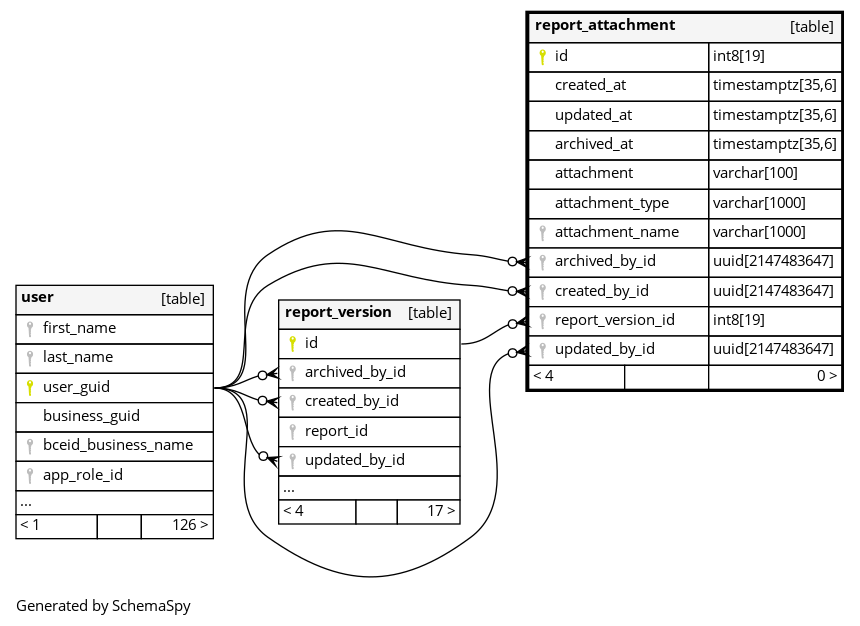 report_attachment [table]
id int8[19]
created_at timestamptz[35,6]
updated_at timestamptz[35,6]
archived_at timestamptz[35,6]
attachment varchar[100]
attachment_type varchar[1000]
attachment_name varchar[1000]
archived_by_id uuid[2147483647]
created_by_id uuid[2147483647]
report_version_id int8[19]
updated_by_id uuid[2147483647]
< 4 0 >
user [table]
first_name
last_name
user_guid
business_guid
bceid_business_name
app_role_id
...
< 1 126 >
report_version [table]
id
archived_by_id
created_by_id
report_id
updated_by_id
...
< 4 17 >
Generated by SchemaSpy